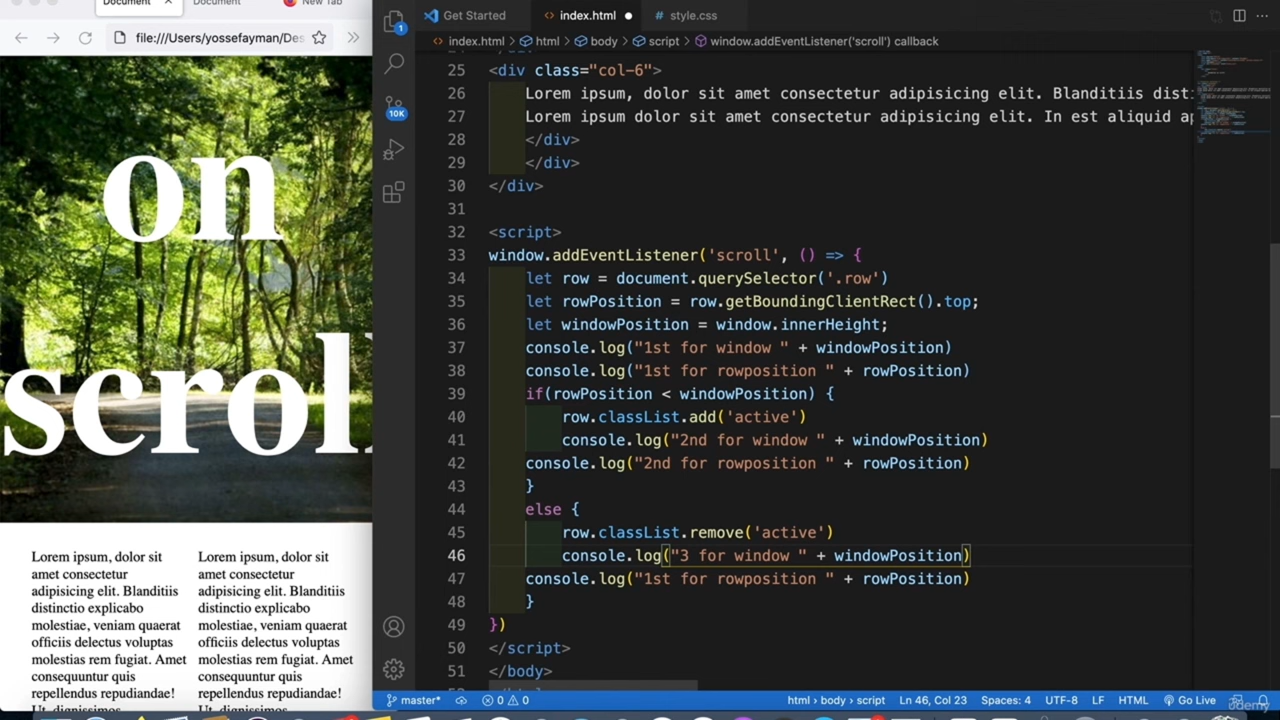 Document
Document
New Tab
file:///Users/yossefayman/Des
on
scroll
Lorem ipsum, dolor sit
amet consectetur
adipisicing elit. Blanditiis
distinctio explicabo
molestiae, veniam quaerat
officiis delectus voluptas
molestias rem fugiat. Amet
consequuntur quis
repellendus repudiandae!
Lorem ipsum, dolor sit
amet consectetur
adipisicing elit. Blanditiis
distinctio explicabo
molestiae, veniam quaerat
officiis delectus voluptas
molestias rem fugiat. Amet
consequuntur quis
repellendus repudiandae!
1
10K
Get Started
index.html
# style.css
index.html › html › body › script › window.addEventListener('scroll') callback
25 <div class="col-6">
26 Lorem ipsum, dolor sit amet consectetur adipisicing elit. Blanditiis dist
27 Lorem ipsum dolor sit amet consectetur adipisicing elit. In est aliquid ap
28 </div>
29 </div>
30 </div>
31
32 <script>
33 window.addEventListener('scroll', () => {
34 let row = document.querySelector('.row')
35 let rowPosition = row.getBoundingClientRect().top;
36 let windowPosition = window.innerHeight;
37 console.log("1st for window " + windowPosition)
38 console.log("1st for rowposition " + rowPosition)
39 if(rowPosition < windowPosition) {
40 row.classList.add('active')
41 console.log("2nd for window " + windowPosition)
42 console.log("2nd for rowposition " + rowPosition)
43 }
44 else {
45 row.classList.remove('active')
46 console.log("3 for window " + windowPosition)
47 console.log("1st for rowposition " + rowPosition)
48 }
49 })
50 </script>
51 </body>
master* 0 0 html › body › script Ln 46, Col 23 Spaces: 4 UTF-8 LF HTML Go Live
Udemy